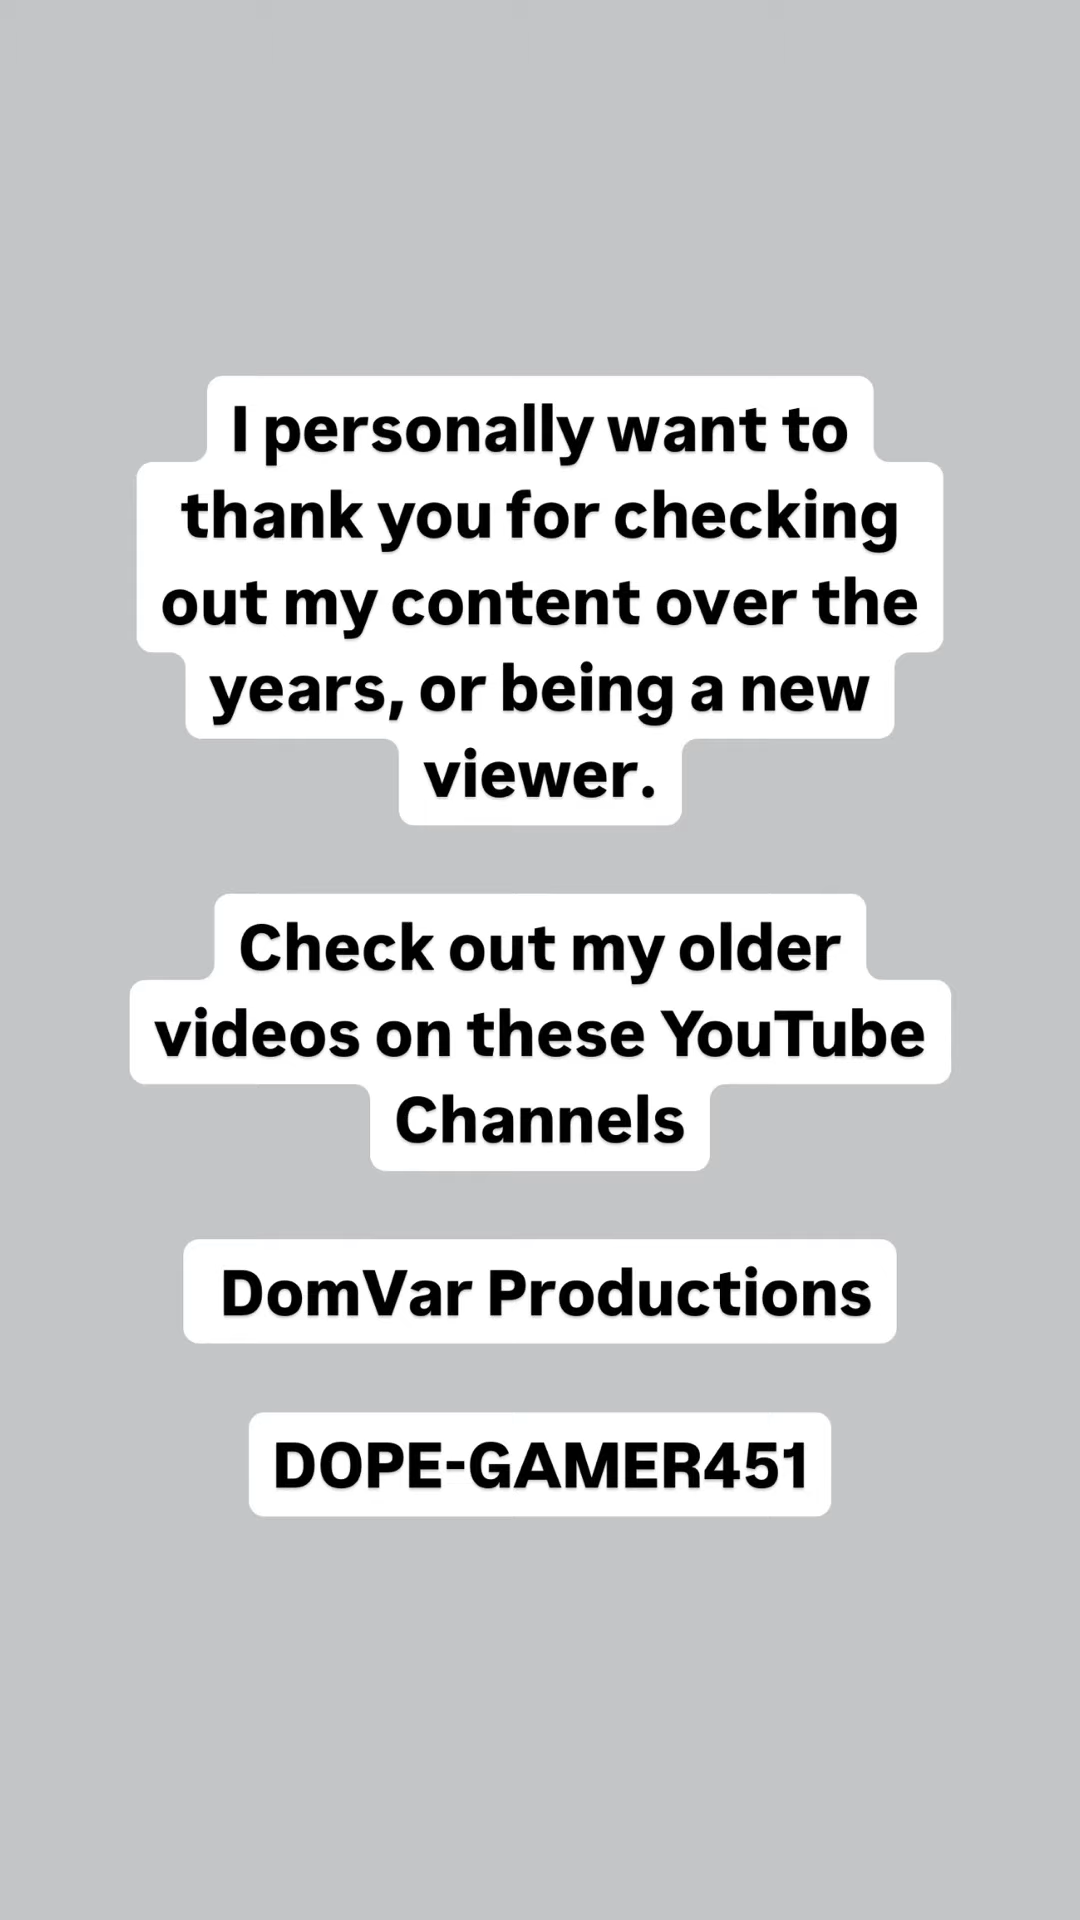 I personally want to
thank you for checking
out my content over the
years, or being a new
viewer.
Check out my older
videos on these YouTube
Channels
DomVar Productions
DOPE-GAMER451